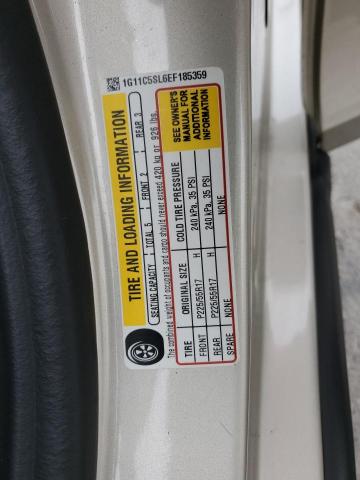 1G11C5SL6EF185359
TIRE AND LOADING INFORMATION
SEATING CAPACITY TOTAL 5 FRONT 2 REAR 3
The combined weight of occupants and cargo should never exceed 420 kg or 926 lbs.
TIRE ORIGINAL SIZE COLD TIRE PRESSURE
FRONT P225/55R17 H 240 kPa, 35 PSI
REAR P225/55R17 H 240 kPa, 35 PSI
SPARE NONE NONE
SEE OWNER'S
MANUAL FOR
ADDITIONAL
INFORMATION